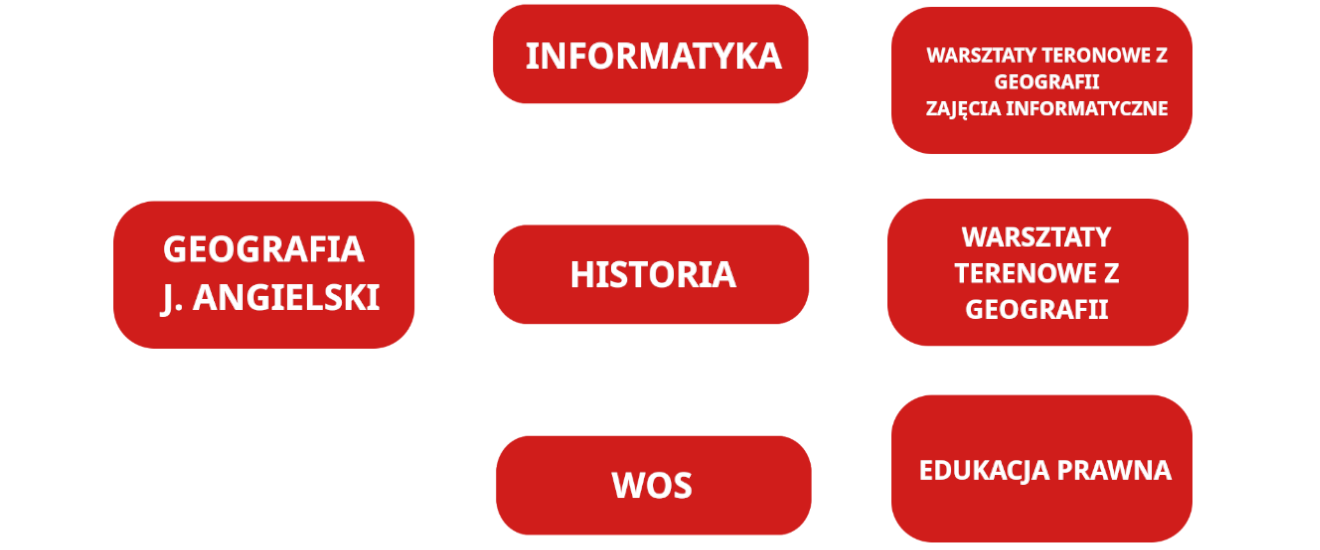 INFORMATYKA
WARSZTATY TERONOWE Z
GEOGRAFII
ZAJĘCIA INFORMATYCZNE
GEOGRAFIA
J. ANGIELSKI
HISTORIA
WARSZTATY
TERENOWE Z
GEOGRAFII
WOS
EDUKACJA PRAWNA